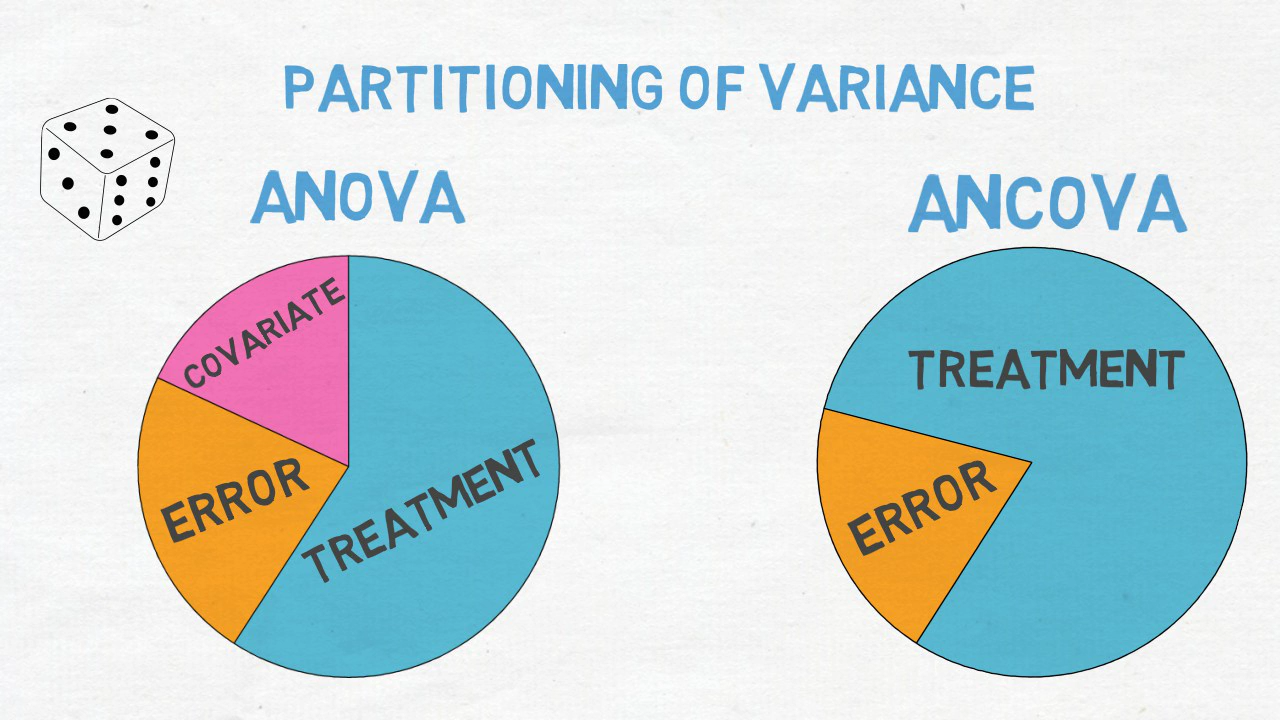 PARTITIONING OF VARIANCE
ANOVA
ANCOVA
COVARIATE
ERROR
TREATMENT
TREATMENT
ERROR